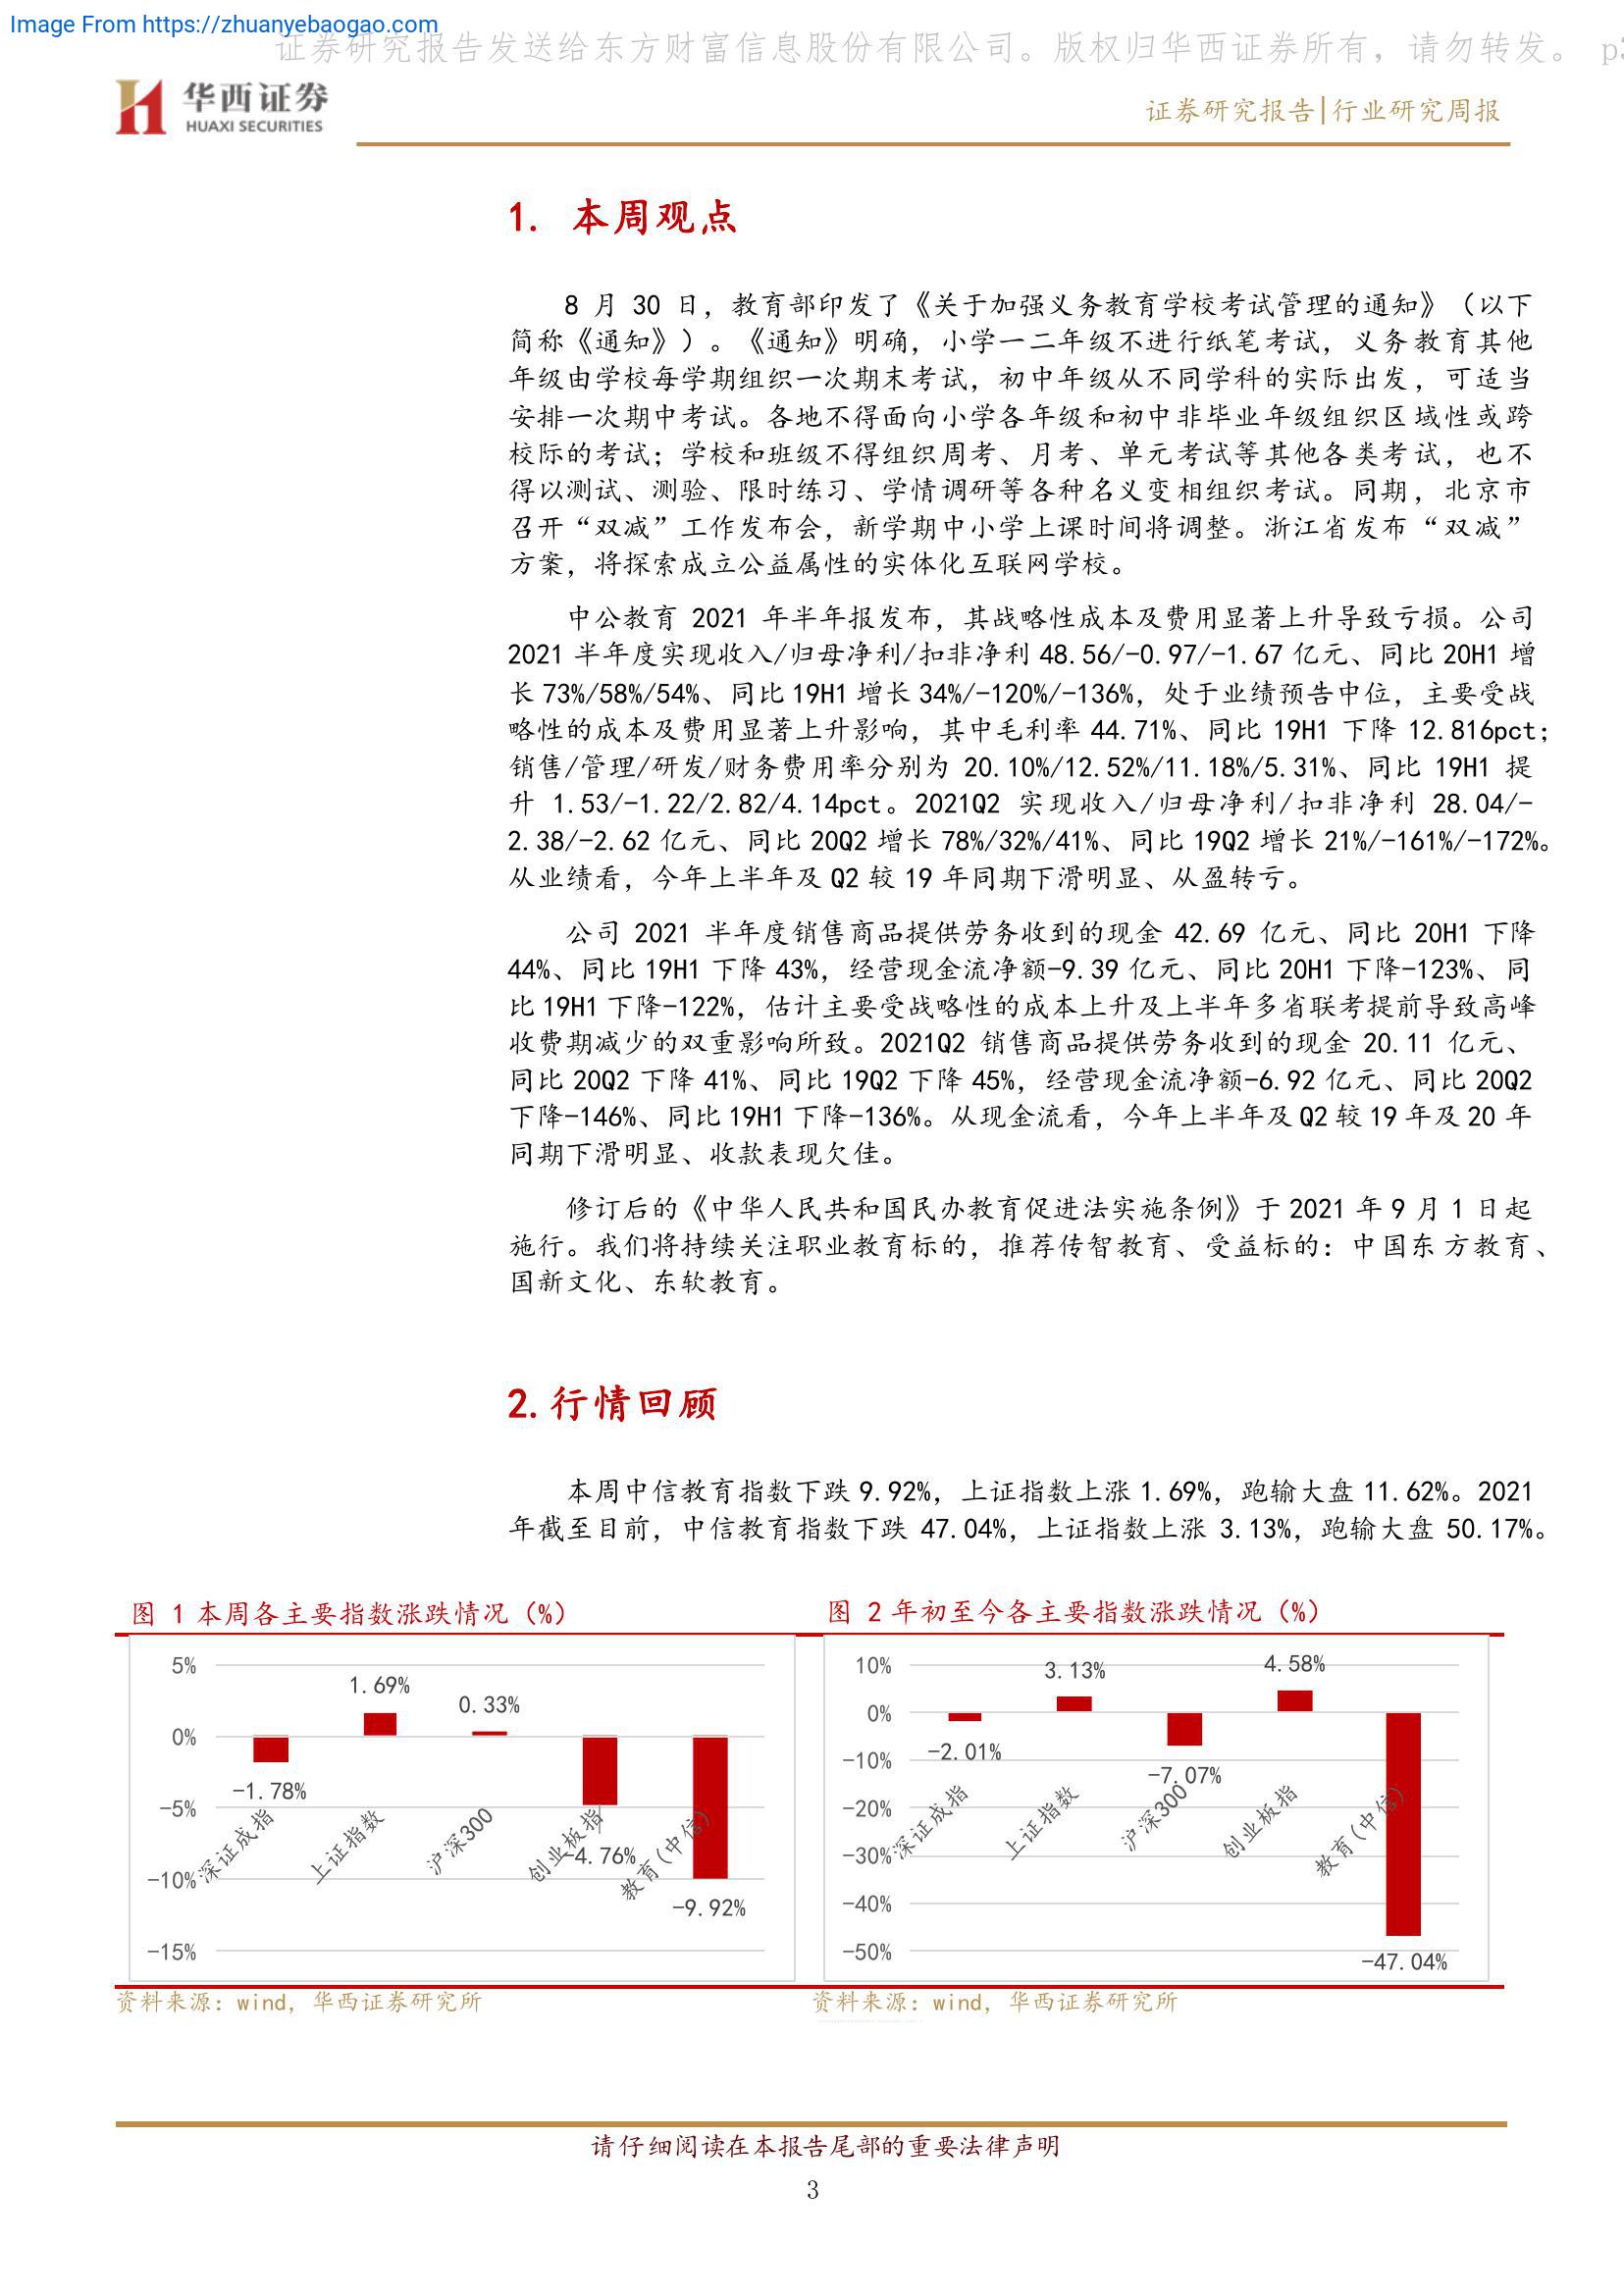 Image From https://zhuanyebaogao.com
证券研究报告发送给东方财富信息股份有限公司。版权归华西证券所有，请勿转发。 p3
华西证券
HUAXI SECURITIES
证券研究报告|行业研究周报
1. 本周观点
8 月 30 日，教育部印发了《关于加强义务教育学校考试管理的通知》（以下
简称《通知》）。《通知》明确，小学一二年级不进行纸笔考试，义务教育其他
年级由学校每学期组织一次期末考试，初中年级从不同学科的实际出发，可适当
安排一次期中考试。各地不得面向小学各年级和初中非毕业年级组织区域性或跨
校际的考试；学校和班级不得组织周考、月考、单元考试等其他各类考试，也不
得以测试、测验、限时练习、学情调研等各种名义变相组织考试。同期，北京市
召开“双减”工作发布会，新学期中小学上课时间将调整。浙江省发布“双减”
方案，将探索成立公益属性的实体化互联网学校。
中公教育 2021 年半年报发布，其战略性成本及费用显著上升导致亏损。公司
2021 半年度实现收入/归母净利/扣非净利 48.56/-0.97/-1.67 亿元、同比 20H1 增
长 73%/58%/54%、同比 19H1 增长 34%/-120%/-136%，处于业绩预告中位，主要受战
略性的成本及费用显著上升影响，其中毛利率 44.71%、同比 19H1 下降 12.816pct；
销售/管理/研发/财务费用率分别为 20.10%/12.52%/11.18%/5.31%、同比 19H1 提
升 1.53/-1.22/2.82/4.14pct。2021Q2 实现收入/归母净利/扣非净利 28.04/-
2.38/-2.62 亿元、同比 20Q2 增长 78%/32%/41%、同比 19Q2 增长 21%/-161%/-172%。
从业绩看，今年上半年及 Q2 较 19 年同期下滑明显、从盈转亏。
公司 2021 半年度销售商品提供劳务收到的现金 42.69 亿元、同比 20H1 下降
44%、同比 19H1 下降 43%，经营现金流净额-9.39 亿元、同比 20H1 下降-123%、同
比 19H1 下降-122%，估计主要受战略性的成本上升及上半年多省联考提前导致高峰
收费期减少的双重影响所致。2021Q2 销售商品提供劳务收到的现金 20.11 亿元、
同比 20Q2 下降 41%、同比 19Q2 下降 45%，经营现金流净额-6.92 亿元、同比 20Q2
下降-146%、同比 19H1 下降-136%。从现金流看，今年上半年及 Q2 较 19 年及 20 年
同期下滑明显、收款表现欠佳。
修订后的《中华人民共和国民办教育促进法实施条例》于 2021 年 9 月 1 日起
施行。我们将持续关注职业教育标的，推荐传智教育、受益标的：中国东方教育、
国新文化、东软教育。
2.行情回顾
本周中信教育指数下跌 9.92%，上证指数上涨 1.69%，跑输大盘 11.62%。2021
年截至目前，中信教育指数下跌 47.04%，上证指数上涨 3.13%，跑输大盘 50.17%。
图 1 本周各主要指数涨跌情况（%）
5%
0%
-5%
-10%
-15%
-1.78%
1.69%
0.33%
-4.76%
-9.92%
深证成指
上证指数
沪深300
创业板指
教育(中信)
资料来源：wind，华西证券研究所
图 2 年初至今各主要指数涨跌情况（%）
10%
0%
-10%
-20%
-30%
-40%
-50%
-2.01%
3.13%
-7.07%
4.58%
-47.04%
深证成指
上证指数
沪深300
创业板指
教育(中信)
资料来源：wind，华西证券研究所
请仔细阅读在本报告尾部的重要法律声明
3